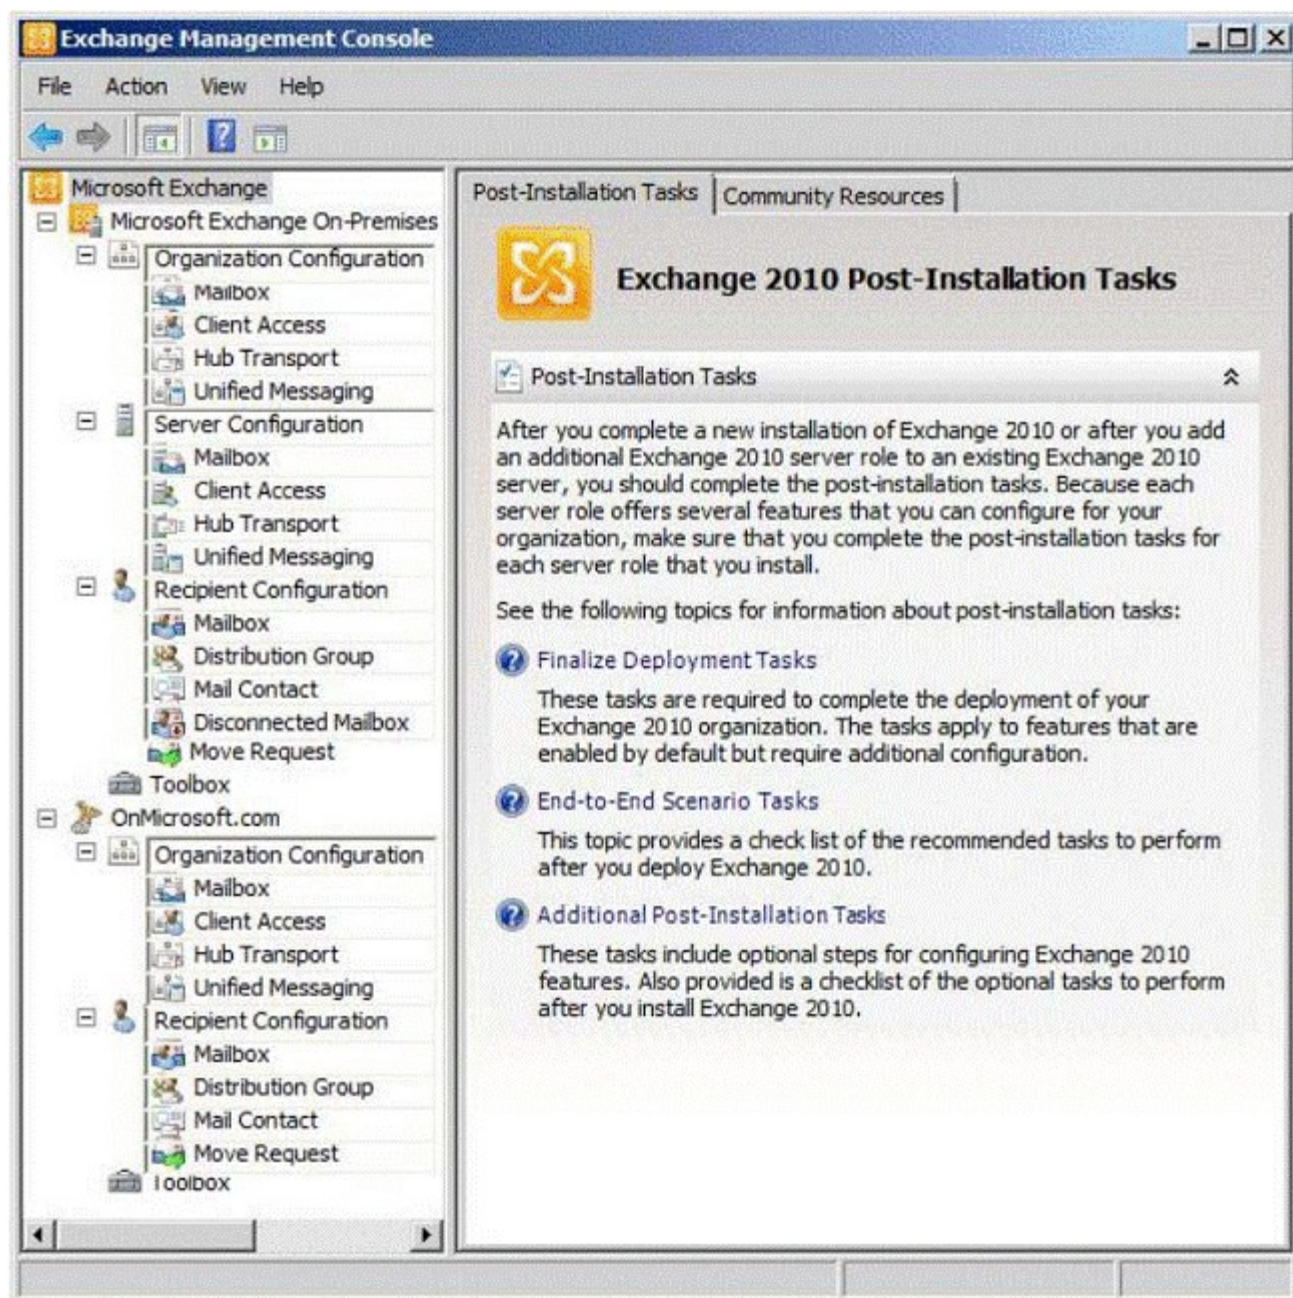 Exchange Management Console
File Action View Help
Microsoft Exchange
Microsoft Exchange On-Premises
Organization Configuration
Mailbox
Client Access
Hub Transport
Unified Messaging
Server Configuration
Mailbox
Client Access
Hub Transport
Unified Messaging
Recipient Configuration
Mailbox
Distribution Group
Mail Contact
Disconnected Mailbox
Move Request
Toolbox
OnMicrosoft.com
Organization Configuration
Mailbox
Client Access
Hub Transport
Unified Messaging
Recipient Configuration
Mailbox
Distribution Group
Mail Contact
Move Request
Toolbox
Post-Installation Tasks Community Resources
Exchange 2010 Post-Installation Tasks
Post-Installation Tasks
After you complete a new installation of Exchange 2010 or after you add
an additional Exchange 2010 server role to an existing Exchange 2010
server, you should complete the post-installation tasks. Because each
server role offers several features that you can configure for your
organization, make sure that you complete the post-installation tasks for
each server role that you install.
See the following topics for information about post-installation tasks:
Finalize Deployment Tasks
These tasks are required to complete the deployment of your
Exchange 2010 organization. The tasks apply to features that are
enabled by default but require additional configuration.
End-to-End Scenario Tasks
This topic provides a check list of the recommended tasks to perform
after you deploy Exchange 2010.
Additional Post-Installation Tasks
These tasks include optional steps for configuring Exchange 2010
features. Also provided is a checklist of the optional tasks to perform
after you install Exchange 2010.